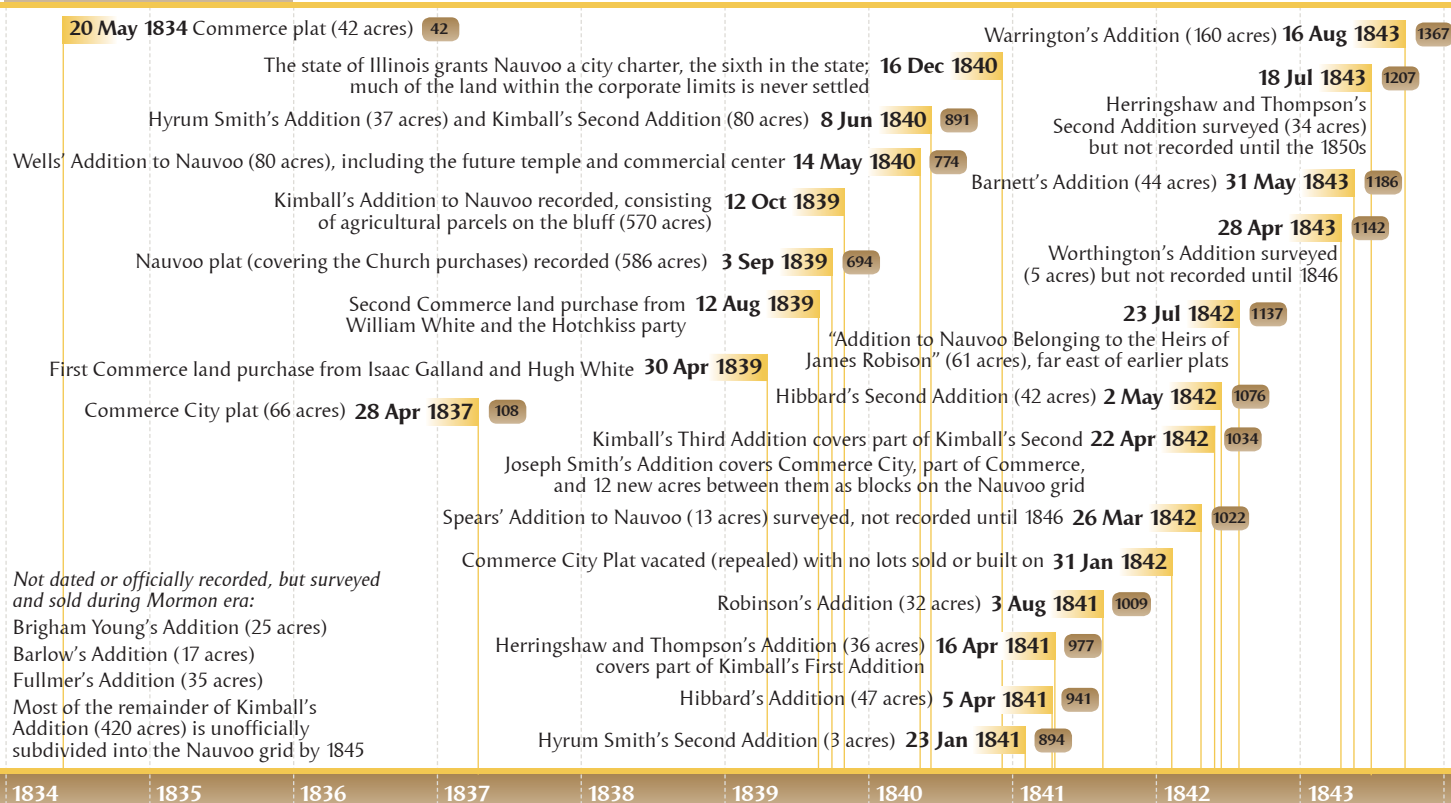 20 May 1834 Commerce plat (42 acres) 42
The state of Illinois grants Nauvoo a city charter, the sixth in the state; 16 Dec 1840
much of the land within the corporate limits is never settled
Hyrum Smith's Addition (37 acres) and Kimball's Second Addition (80 acres) 8 Jun 1840 891
Wells' Addition to Nauvoo (80 acres), including the future temple and commercial center 14 May 1840 774
Kimball's Addition to Nauvoo recorded, consisting 12 Oct 1839
of agricultural parcels on the bluff (570 acres)
Nauvoo plat (covering the Church purchases) recorded (586 acres) 3 Sep 1839 694
Second Commerce land purchase from 12 Aug 1839
William White and the Hotchkiss party
First Commerce land purchase from Isaac Galland and Hugh White 30 Apr 1839
Commerce City plat (66 acres) 28 Apr 1837 108
Warrington's Addition (160 acres) 16 Aug 1843 1367
18 Jul 1843 1207
Herringshaw and Thompson's
Second Addition surveyed (34 acres)
but not recorded until the 1850s
Barnett's Addition (44 acres) 31 May 1843 1186
28 Apr 1843 1142
Worthington's Addition surveyed
(5 acres) but not recorded until 1846
23 Jul 1842 1137
“Addition to Nauvoo Belonging to the Heirs of
James Robison” (61 acres), far east of earlier plats
Hibbard's Second Addition (42 acres) 2 May 1842 1076
Kimball's Third Addition covers part of Kimball's Second 22 Apr 1842 1034
Joseph Smith's Addition covers Commerce City, part of Commerce,
and 12 new acres between them as blocks on the Nauvoo grid
Spears' Addition to Nauvoo (13 acres) surveyed, not recorded until 1846 26 Mar 1842 1022
Commerce City Plat vacated (repealed) with no lots sold or built on 31 Jan 1842
Robinson's Addition (32 acres) 3 Aug 1841 1009
Herringshaw and Thompson's Addition (36 acres) 16 Apr 1841 977
covers part of Kimball's First Addition
Hibbard's Addition (47 acres) 5 Apr 1841 941
Hyrum Smith's Second Addition (3 acres) 23 Jan 1841 894
Not dated or officially recorded, but surveyed
and sold during Mormon era:
Brigham Young's Addition (25 acres)
Barlow's Addition (17 acres)
Fullmer's Addition (35 acres)
Most of the remainder of Kimball's
Addition (420 acres) is unofficially
subdivided into the Nauvoo grid by 1845
1834 1835 1836 1837 1838 1839 1840 1841 1842 1843